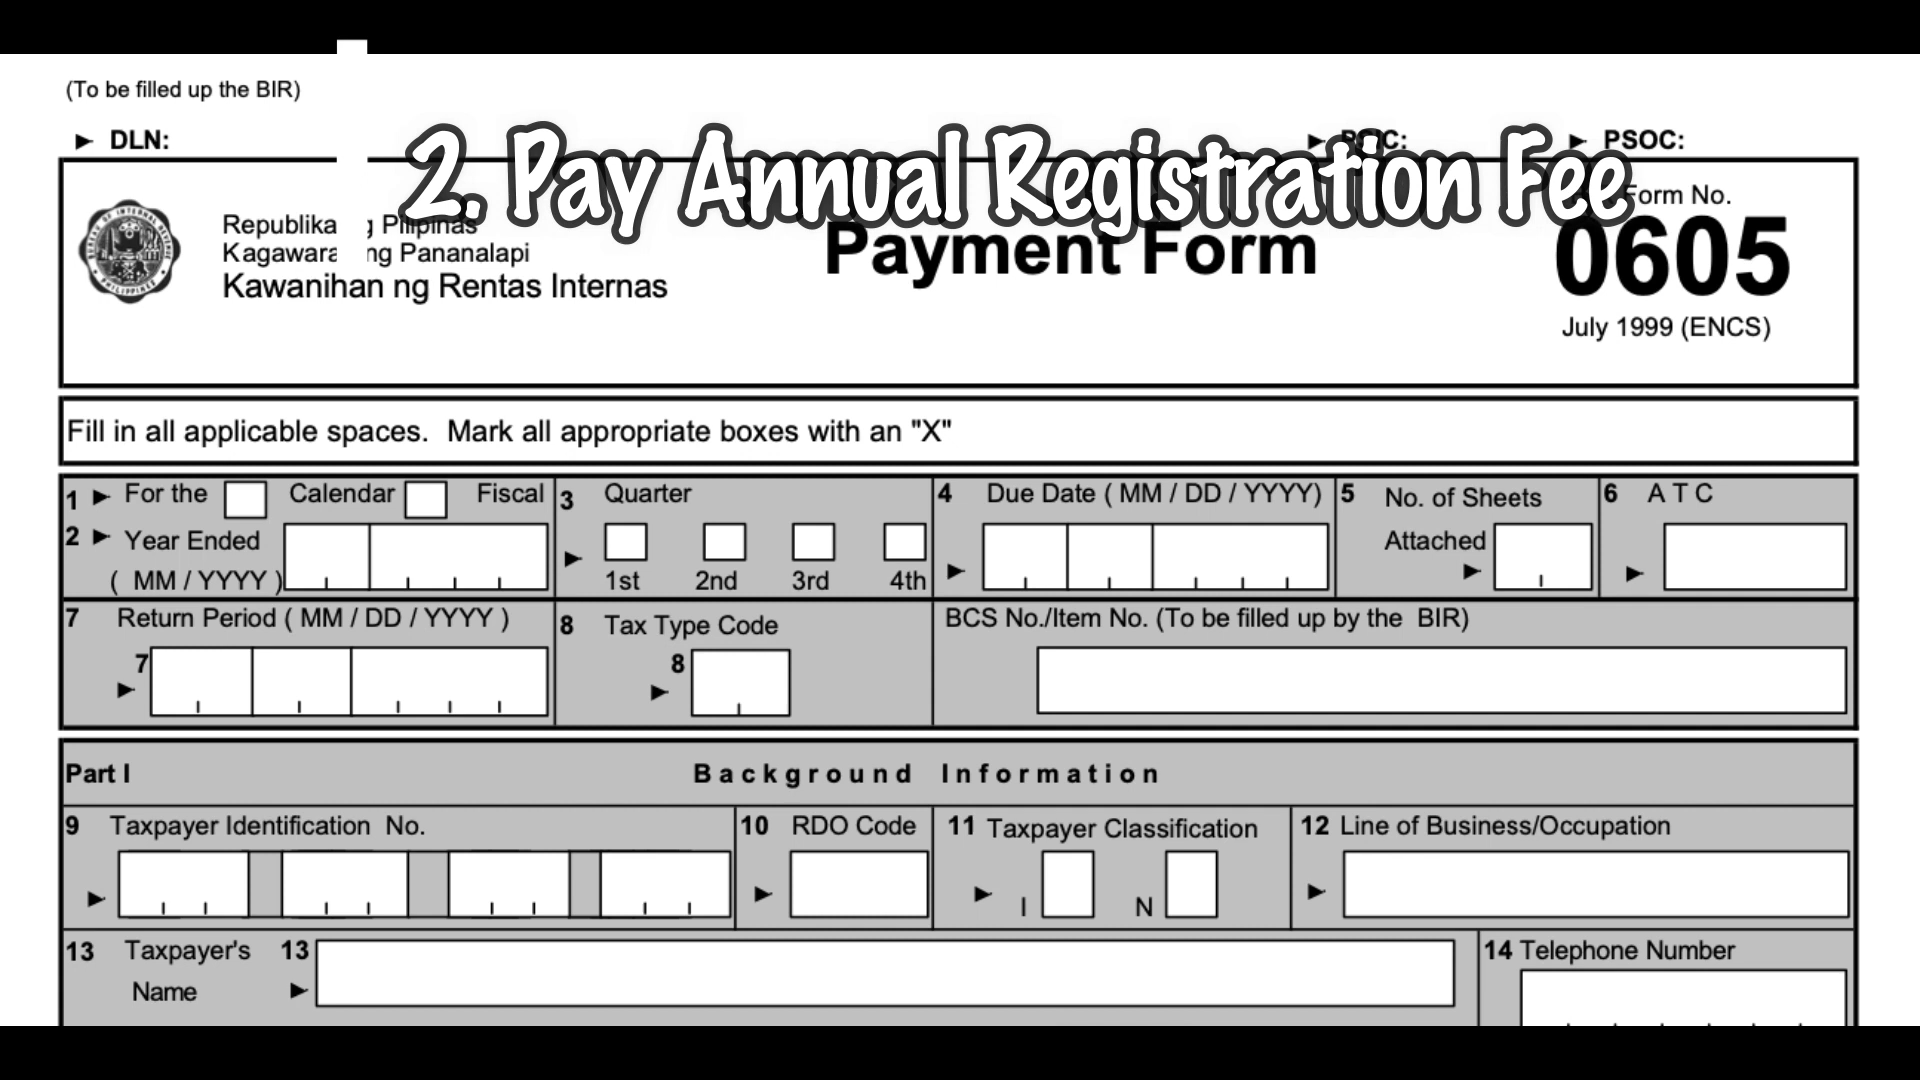 (To be filled up the BIR)
DLN: PSIC: PSOC:
2. Pay Annual Registration Fee
Republika ng Pilipinas
Kagawaran ng Pananalapi
Kawanihan ng Rentas Internas
Payment Form
Form No.
0605
July 1999 (ENCS)
Fill in all applicable spaces. Mark all appropriate boxes with an "X"
1 For the Calendar Fiscal
2 Year Ended
( MM / YYYY )
3 Quarter
1st 2nd 3rd 4th
4 Due Date ( MM / DD / YYYY)
5 No. of Sheets
Attached
6 A T C
7 Return Period ( MM / DD / YYYY )
7
8 Tax Type Code
8
BCS No./Item No. (To be filled up by the BIR)
Part I Background Information
9 Taxpayer Identification No.
10 RDO Code
11 Taxpayer Classification
I N
12 Line of Business/Occupation
13 Taxpayer's 13
Name
14 Telephone Number